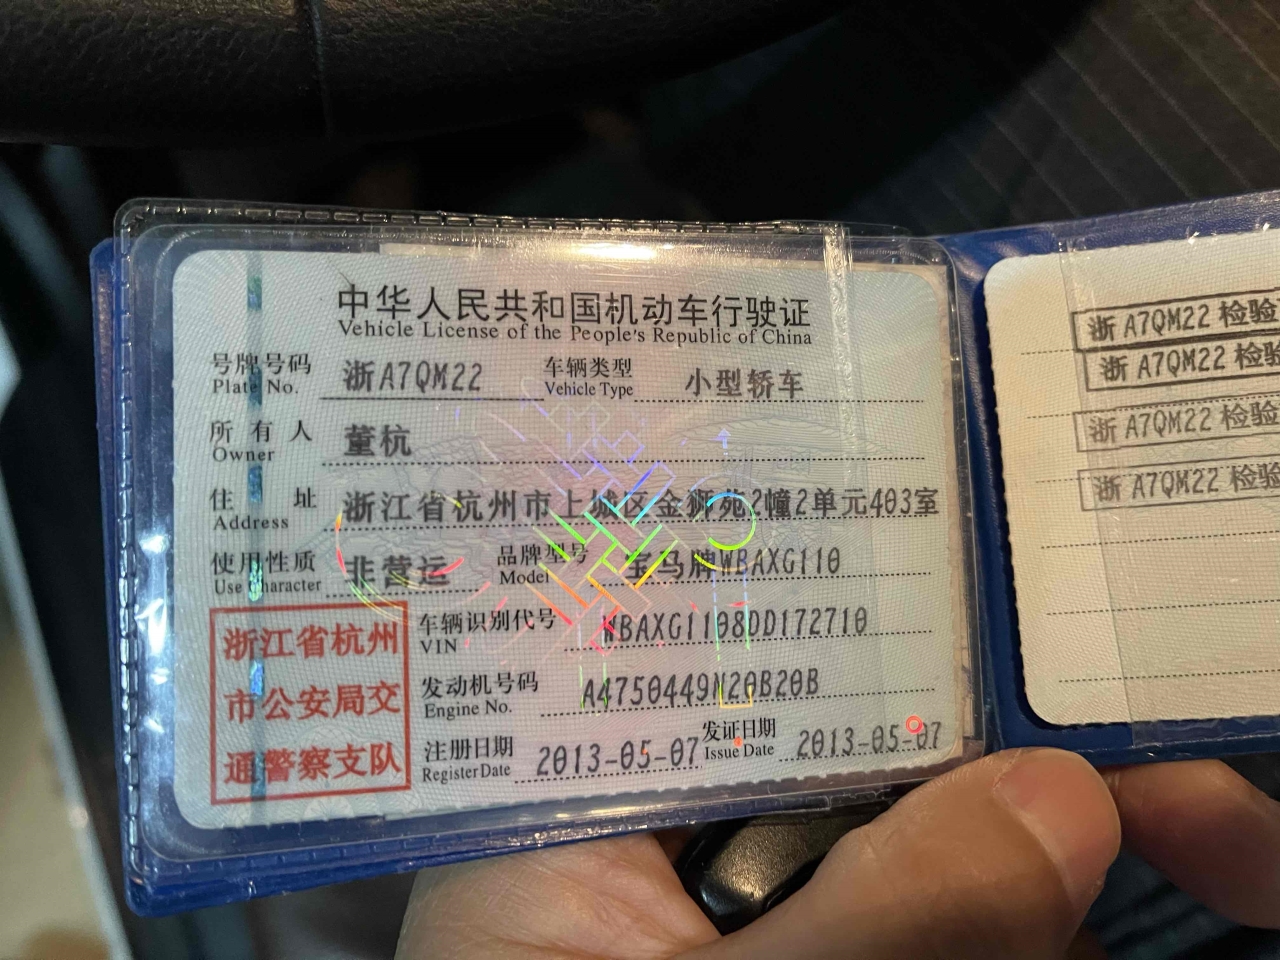 中华人民共和国机动车行驶证
Vehicle License of the People's Republic of China
号牌号码 浙A7QM22 车辆类型 小型轿车
Plate No. Vehicle Type
所有人 董杭
Owner
住址 浙江省杭州市上城区金狮苑2幢2单元403室
Address
使用性质 非营运 品牌型号 宝马牌WBAXG110
Use Character Model
浙江省杭州
市公安局交
通警察支队
车辆识别代号 WBAXG1108DD172710
VIN
发动机号码 A4750449N20B20B
Engine No.
注册日期 2013-05-07 发证日期 2013-05-07
Register Date Issue Date
浙A7QM22 检验
浙A7QM22 检验
浙A7QM22 检验
浙A7QM22 检验